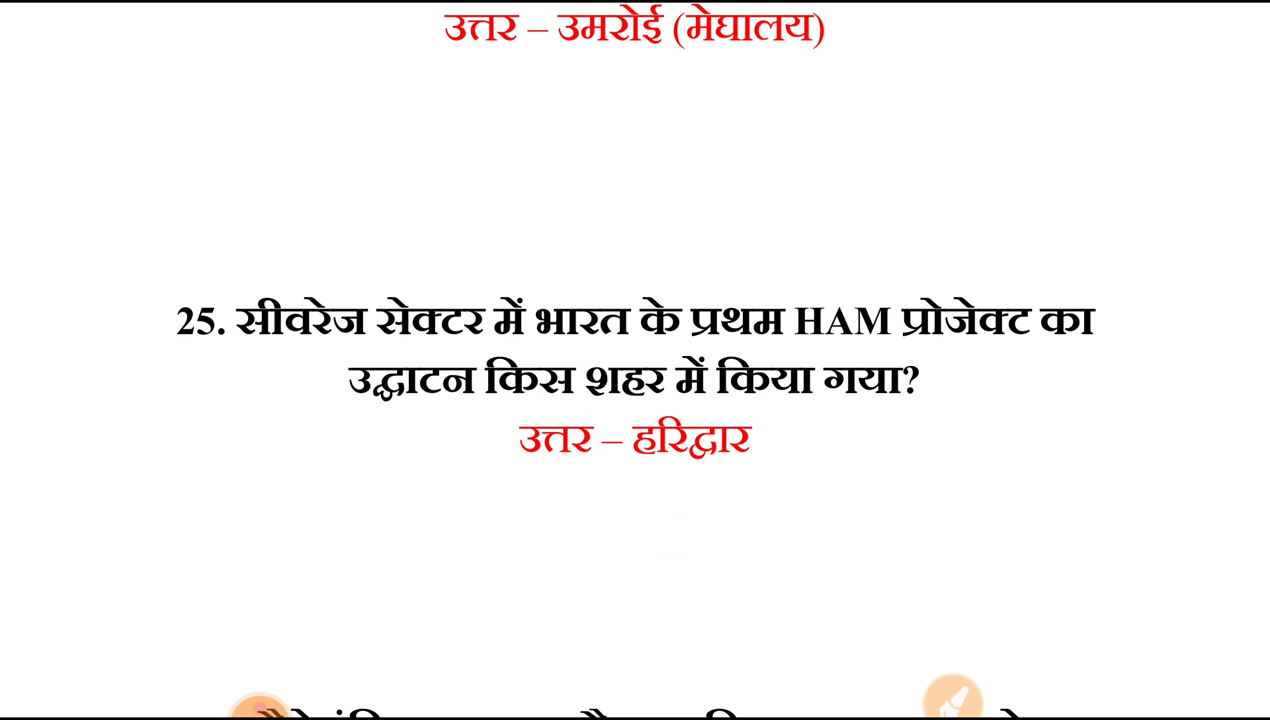 उत्तर – उमरोई (मेघालय)
25. सीवरेज सेक्टर में भारत के प्रथम HAM प्रोजेक्ट का
उद्घाटन किस शहर में किया गया?
उत्तर – हरिद्वार